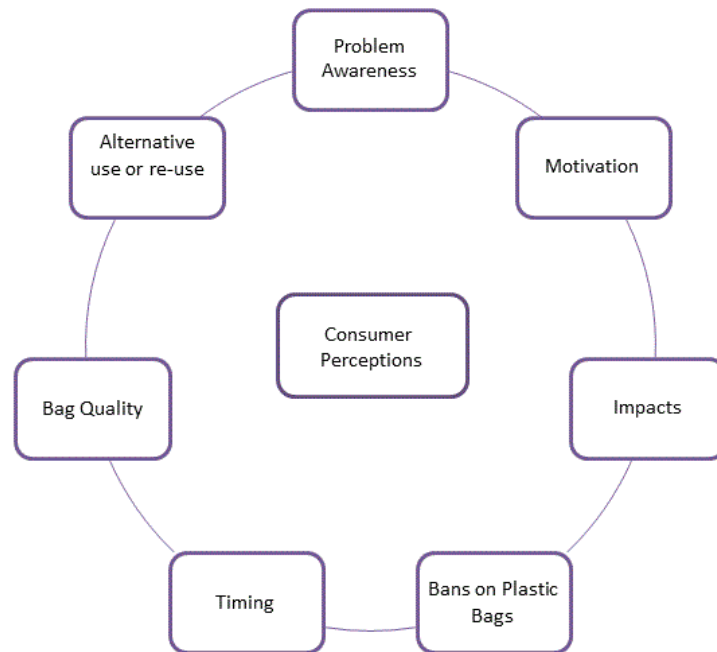 Problem
Awareness
Alternative
use or re-use
Motivation
Consumer
Perceptions
Bag Quality
Impacts
Timing
Bans on Plastic
Bags